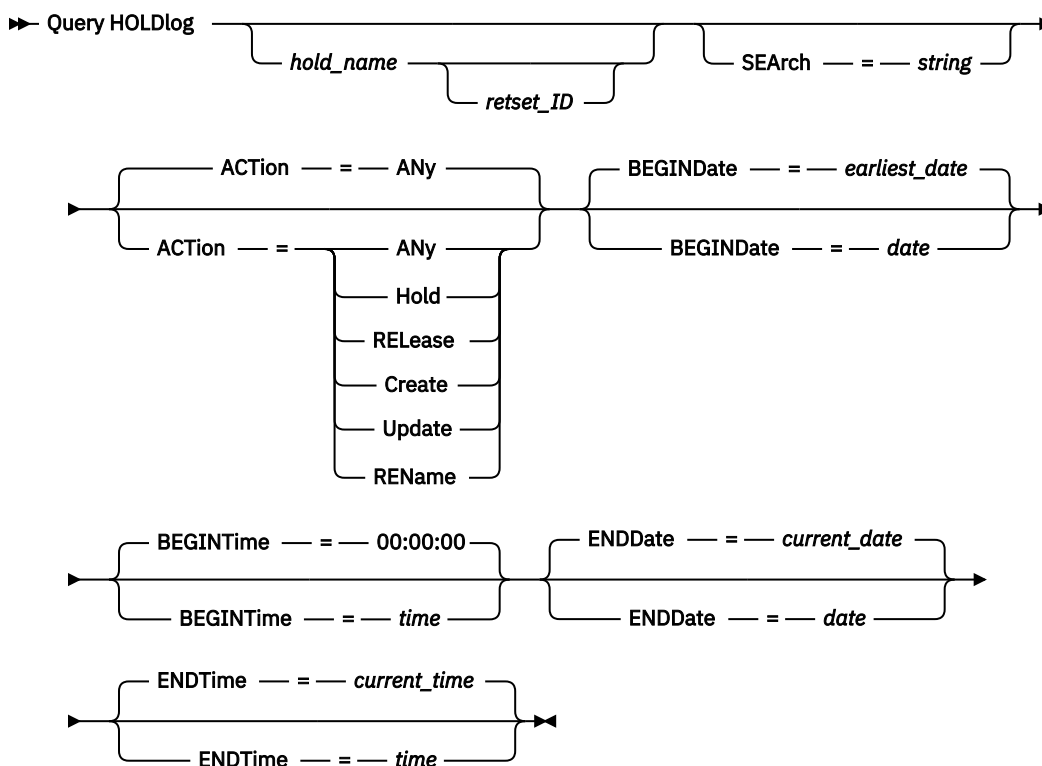 Query HOLDlog
hold_name
retset_ID
SEArch = string
ACTion = ANy
ACTion = ANy
Hold
RELease
Create
Update
REName
BEGINDate = earliest_date
BEGINDate = date
BEGINTime = 00:00:00
BEGINTime = time
ENDDate = current_date
ENDDate = date
ENDTime = current_time
ENDTime = time